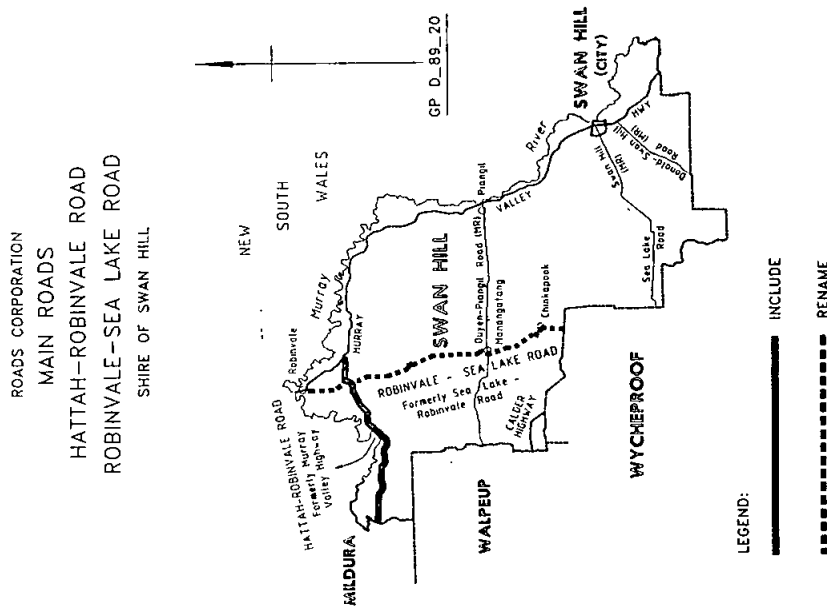 ROADS CORPORATION
MAIN ROADS
HATTAH-ROBINVALE ROAD
ROBINVALE-SEA LAKE ROAD
SHIRE OF SWAN HILL
GP D_89_20
NEW
SOUTH
WALES
Murray
River
Robinvale
MURRAY
VALLEY
HWY
HATTAH-ROBINVALE ROAD
Formerly Murray
Valley Highway
MILDURA
SWAN HILL
Ouyen-Piangil Road (MR)
Piangil
Manangatang
Chinkapook
ROBINVALE - SEA LAKE ROAD
Formerly Sea Lake -
Robinvale Road
CALDER
HIGHWAY
WALPEUP
WYCHEPROOF
SWAN HILL
(CITY)
Swan Hill
(MR)
Sea Lake
Road
Donald-Swan Hill
Road (MR)
LEGEND:
INCLUDE
RENAME